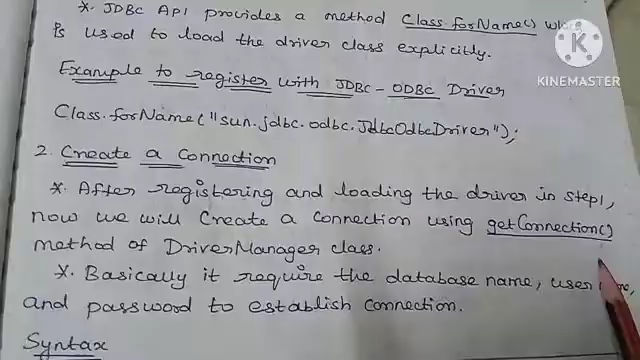 * JDBC API provides a method Class.forName() which
is used to load the driver class explicitly.
Example to register with JDBC-ODBC Driver
Class.forName("sun.jdbc.odbc.JdbcOdbcDriver");
2. Create a Connection
* After registering and loading the driver in step1,
now we will create a connection using getConnection()
method of DriverManager class.
* Basically it require the database name, user
and password to establish connection.
Syntax
KINEMASTER